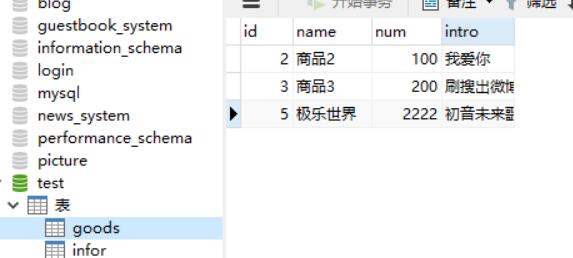 blog
guestbook_system
information_schema
login
mysql
news_system
performance_schema
picture
test
表
goods
infor
开始事务 备注 筛选
id name num intro
2 商品2 100 我爱你
3 商品3 200 刷搜出微博
5 极乐世界 2222 初音未来